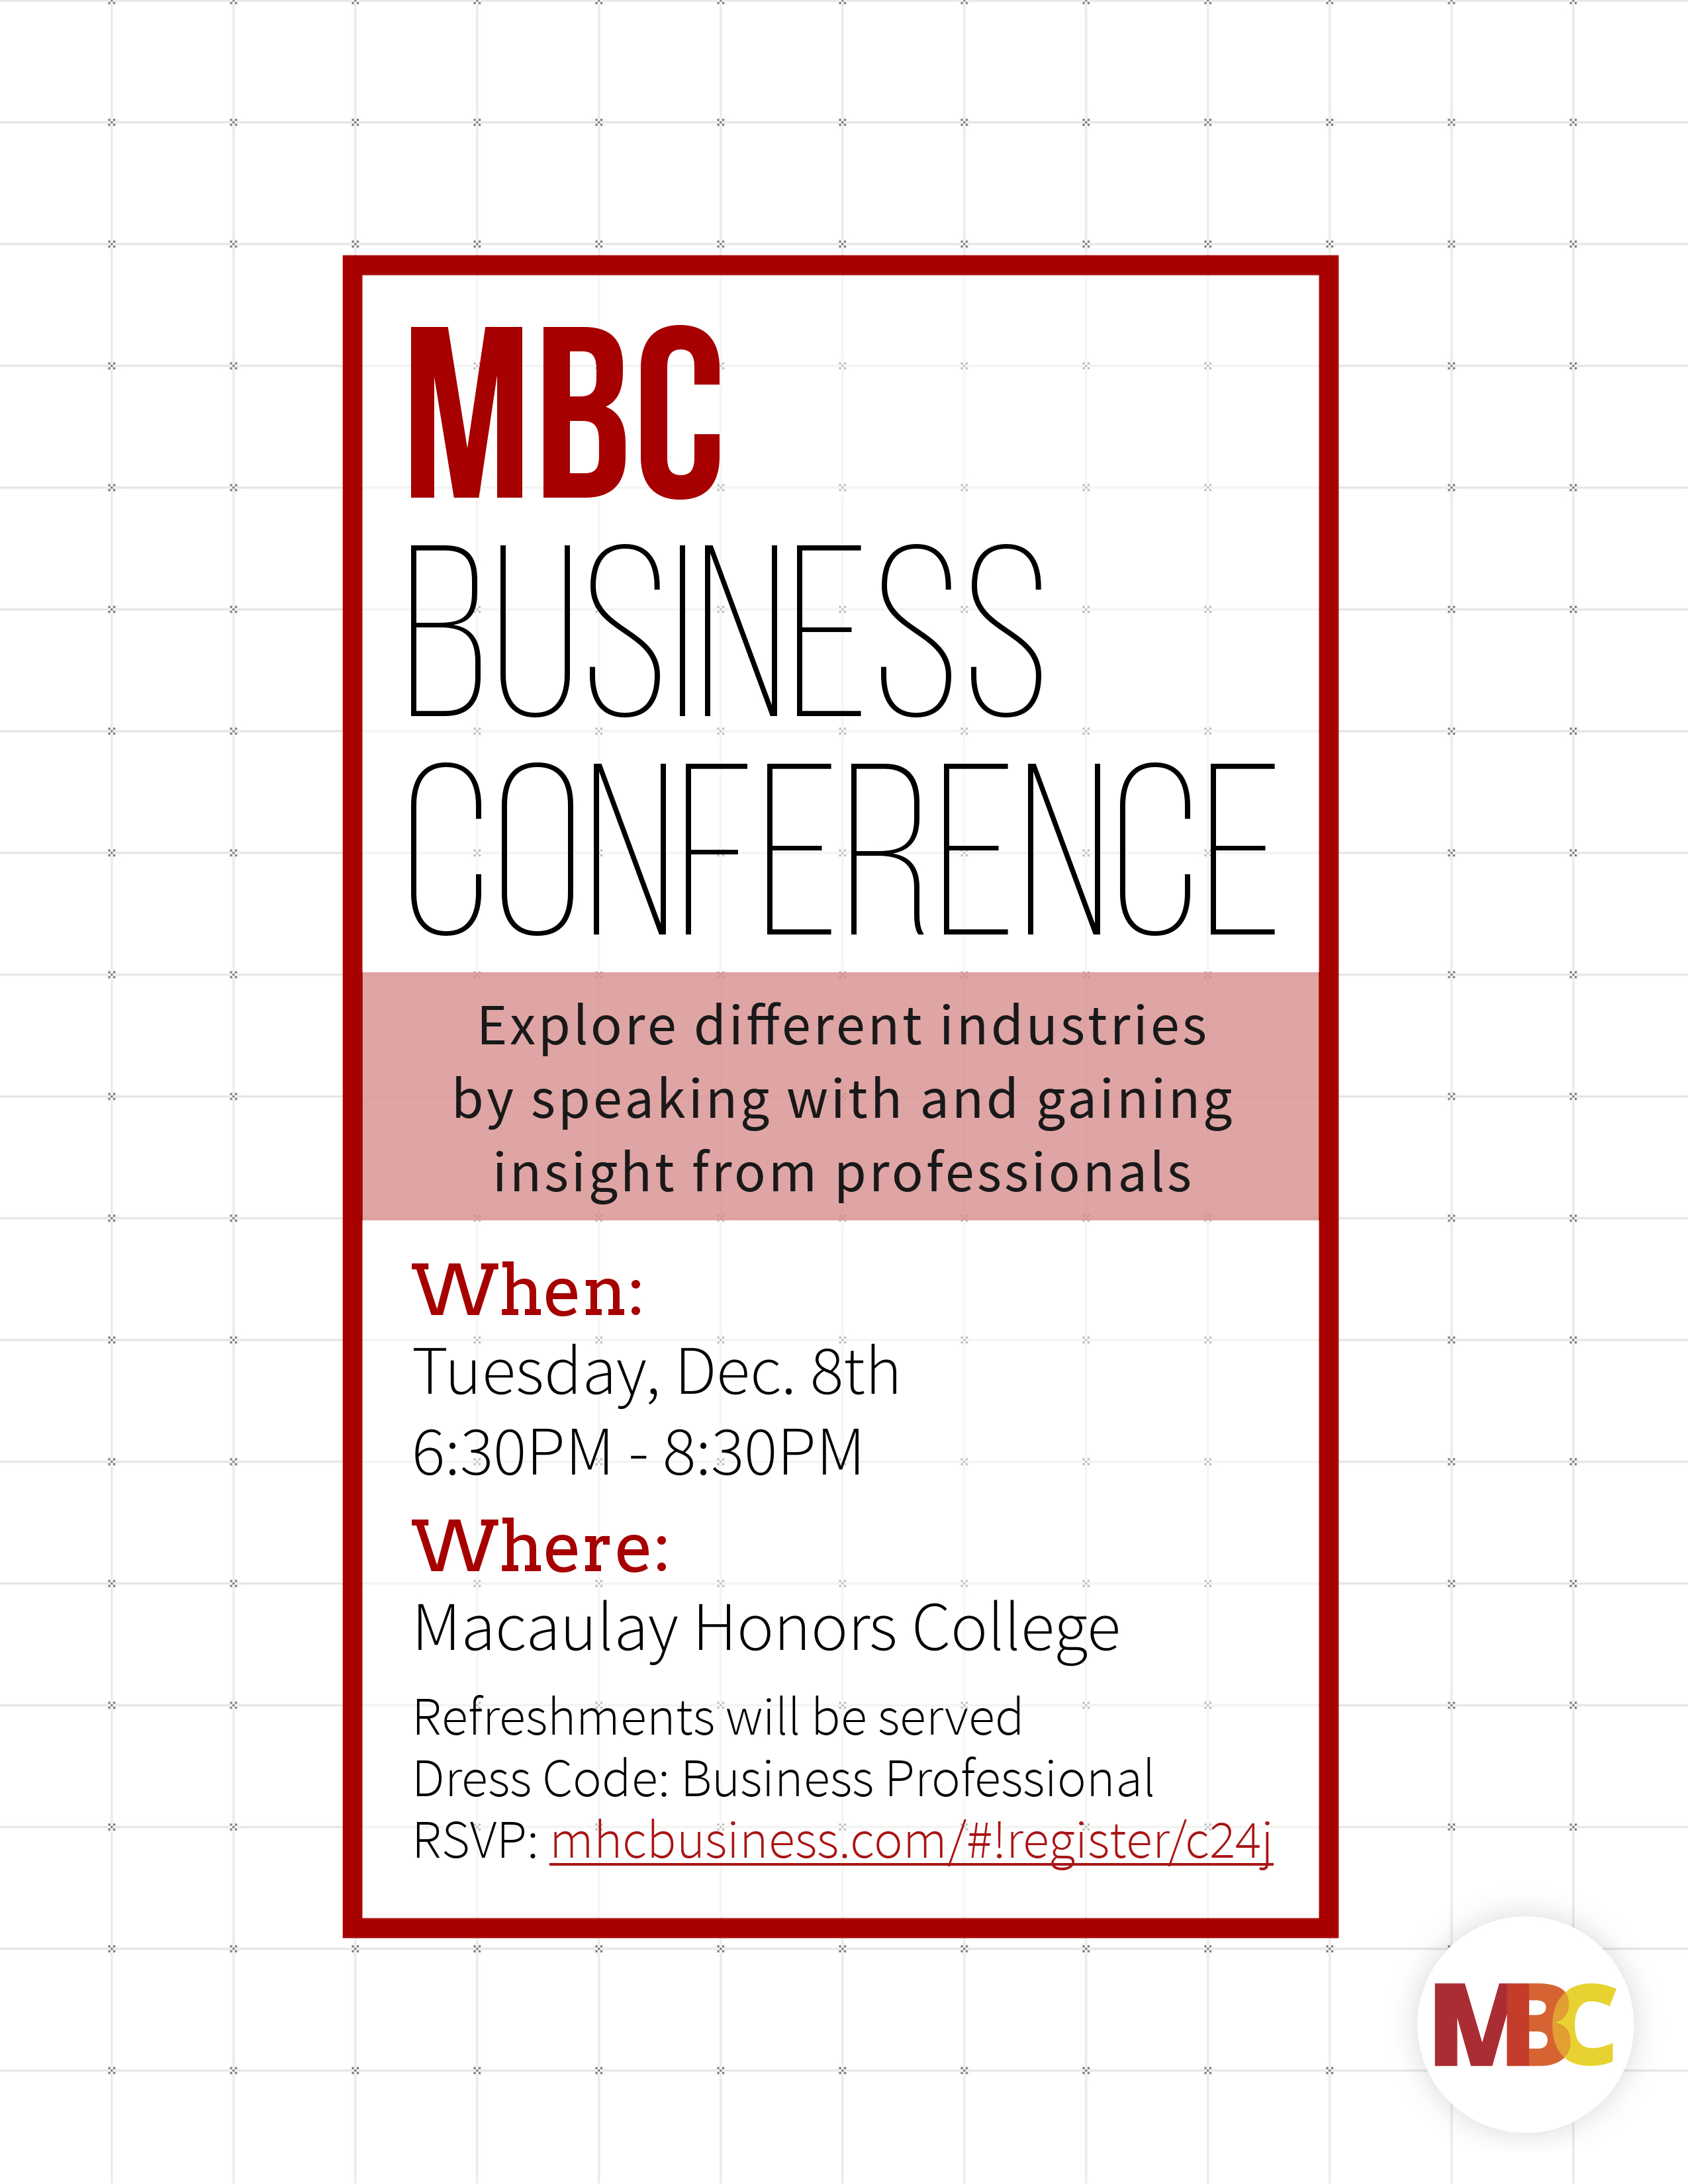 MBC
BUSINESS
CONFERENCE
Explore different industries
by speaking with and gaining
insight from professionals
When:
Tuesday, Dec. 8th
6:30PM - 8:30PM
Where:
Macaulay Honors College
Refreshments will be served
Dress Code: Business Professional
RSVP: mhcbusiness.com/#!register/c24j
MBC